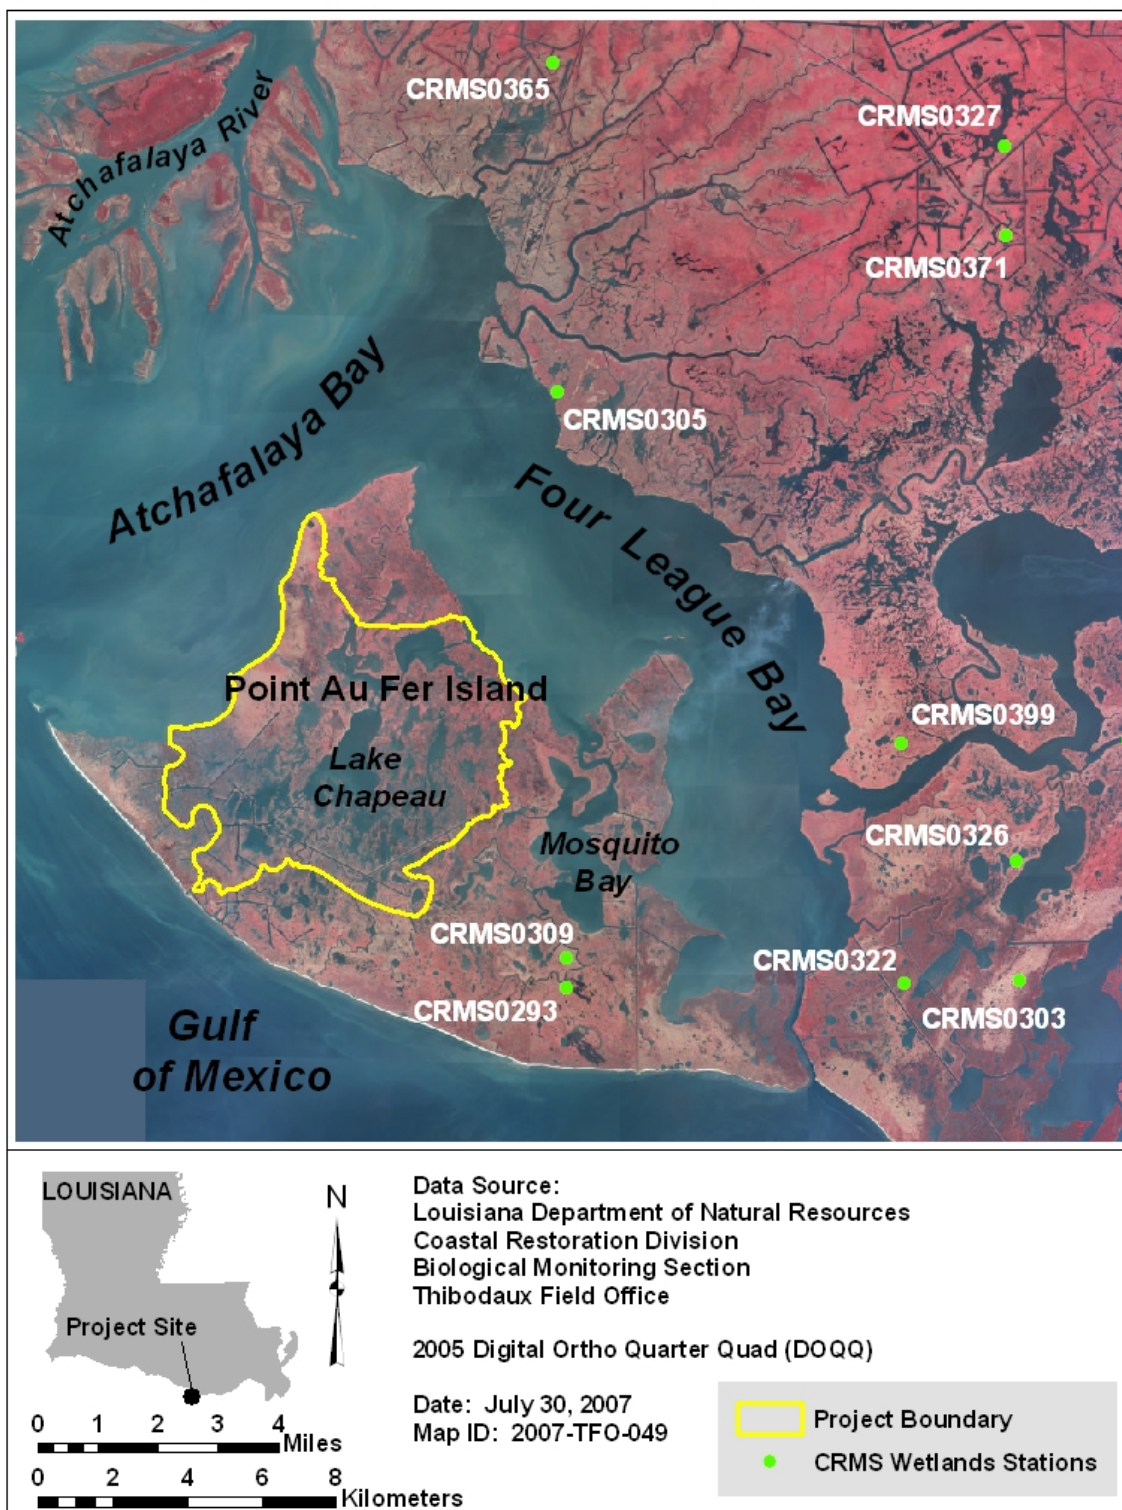 CRMS0365
CRMS0327
Atchafalaya River
CRMS0371
Atchafalaya Bay
CRMS0305
Four League Bay
Point Au Fer Island
CRMS0399
Lake
Chapeau
CRMS0326
Mosquito
Bay
CRMS0309
CRMS0322
CRMS0293
CRMS0303
Gulf
of Mexico
LOUISIANA
Project Site
N
0 1 2 3 4
Miles
0 2 4 6 8
Kilometers
Data Source:
Louisiana Department of Natural Resources
Coastal Restoration Division
Biological Monitoring Section
Thibodaux Field Office
2005 Digital Ortho Quarter Quad (DOQQ)
Date: July 30, 2007
Map ID: 2007-TFO-049
Project Boundary
CRMS Wetlands Stations